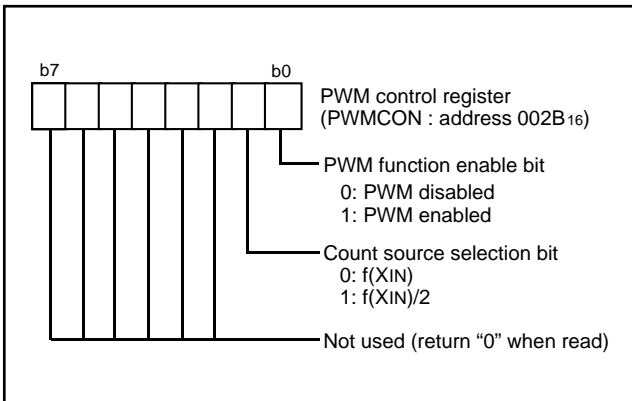 b7 b0
PWM control register
(PWMCON : address 002B16)
PWM function enable bit
0: PWM disabled
1: PWM enabled
Count source selection bit
0: f(XIN)
1: f(XIN)/2
Not used (return “0” when read)